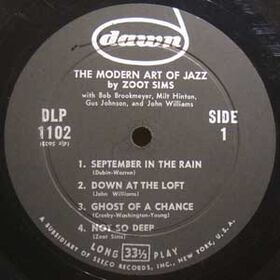 dawn
THE MODERN ART OF JAZZ
by ZOOT SIMS
with Bob Brookmeyer, Milt Hinton,
Gus Johnson, and John Williams
DLP
1102
SIDE
1
1. SEPTEMBER IN THE RAIN
(Dubin-Warren)
2. DOWN AT THE LOFT
(John Williams)
3. GHOST OF A CHANCE
(Crosby-Washington-Young)
4. NOT SO DEEP
(Zoot Sims)
LONG 33⅓ PLAY
A SUBSIDIARY OF SEECO RECORDS, INC., NEW YORK, U.S.A.